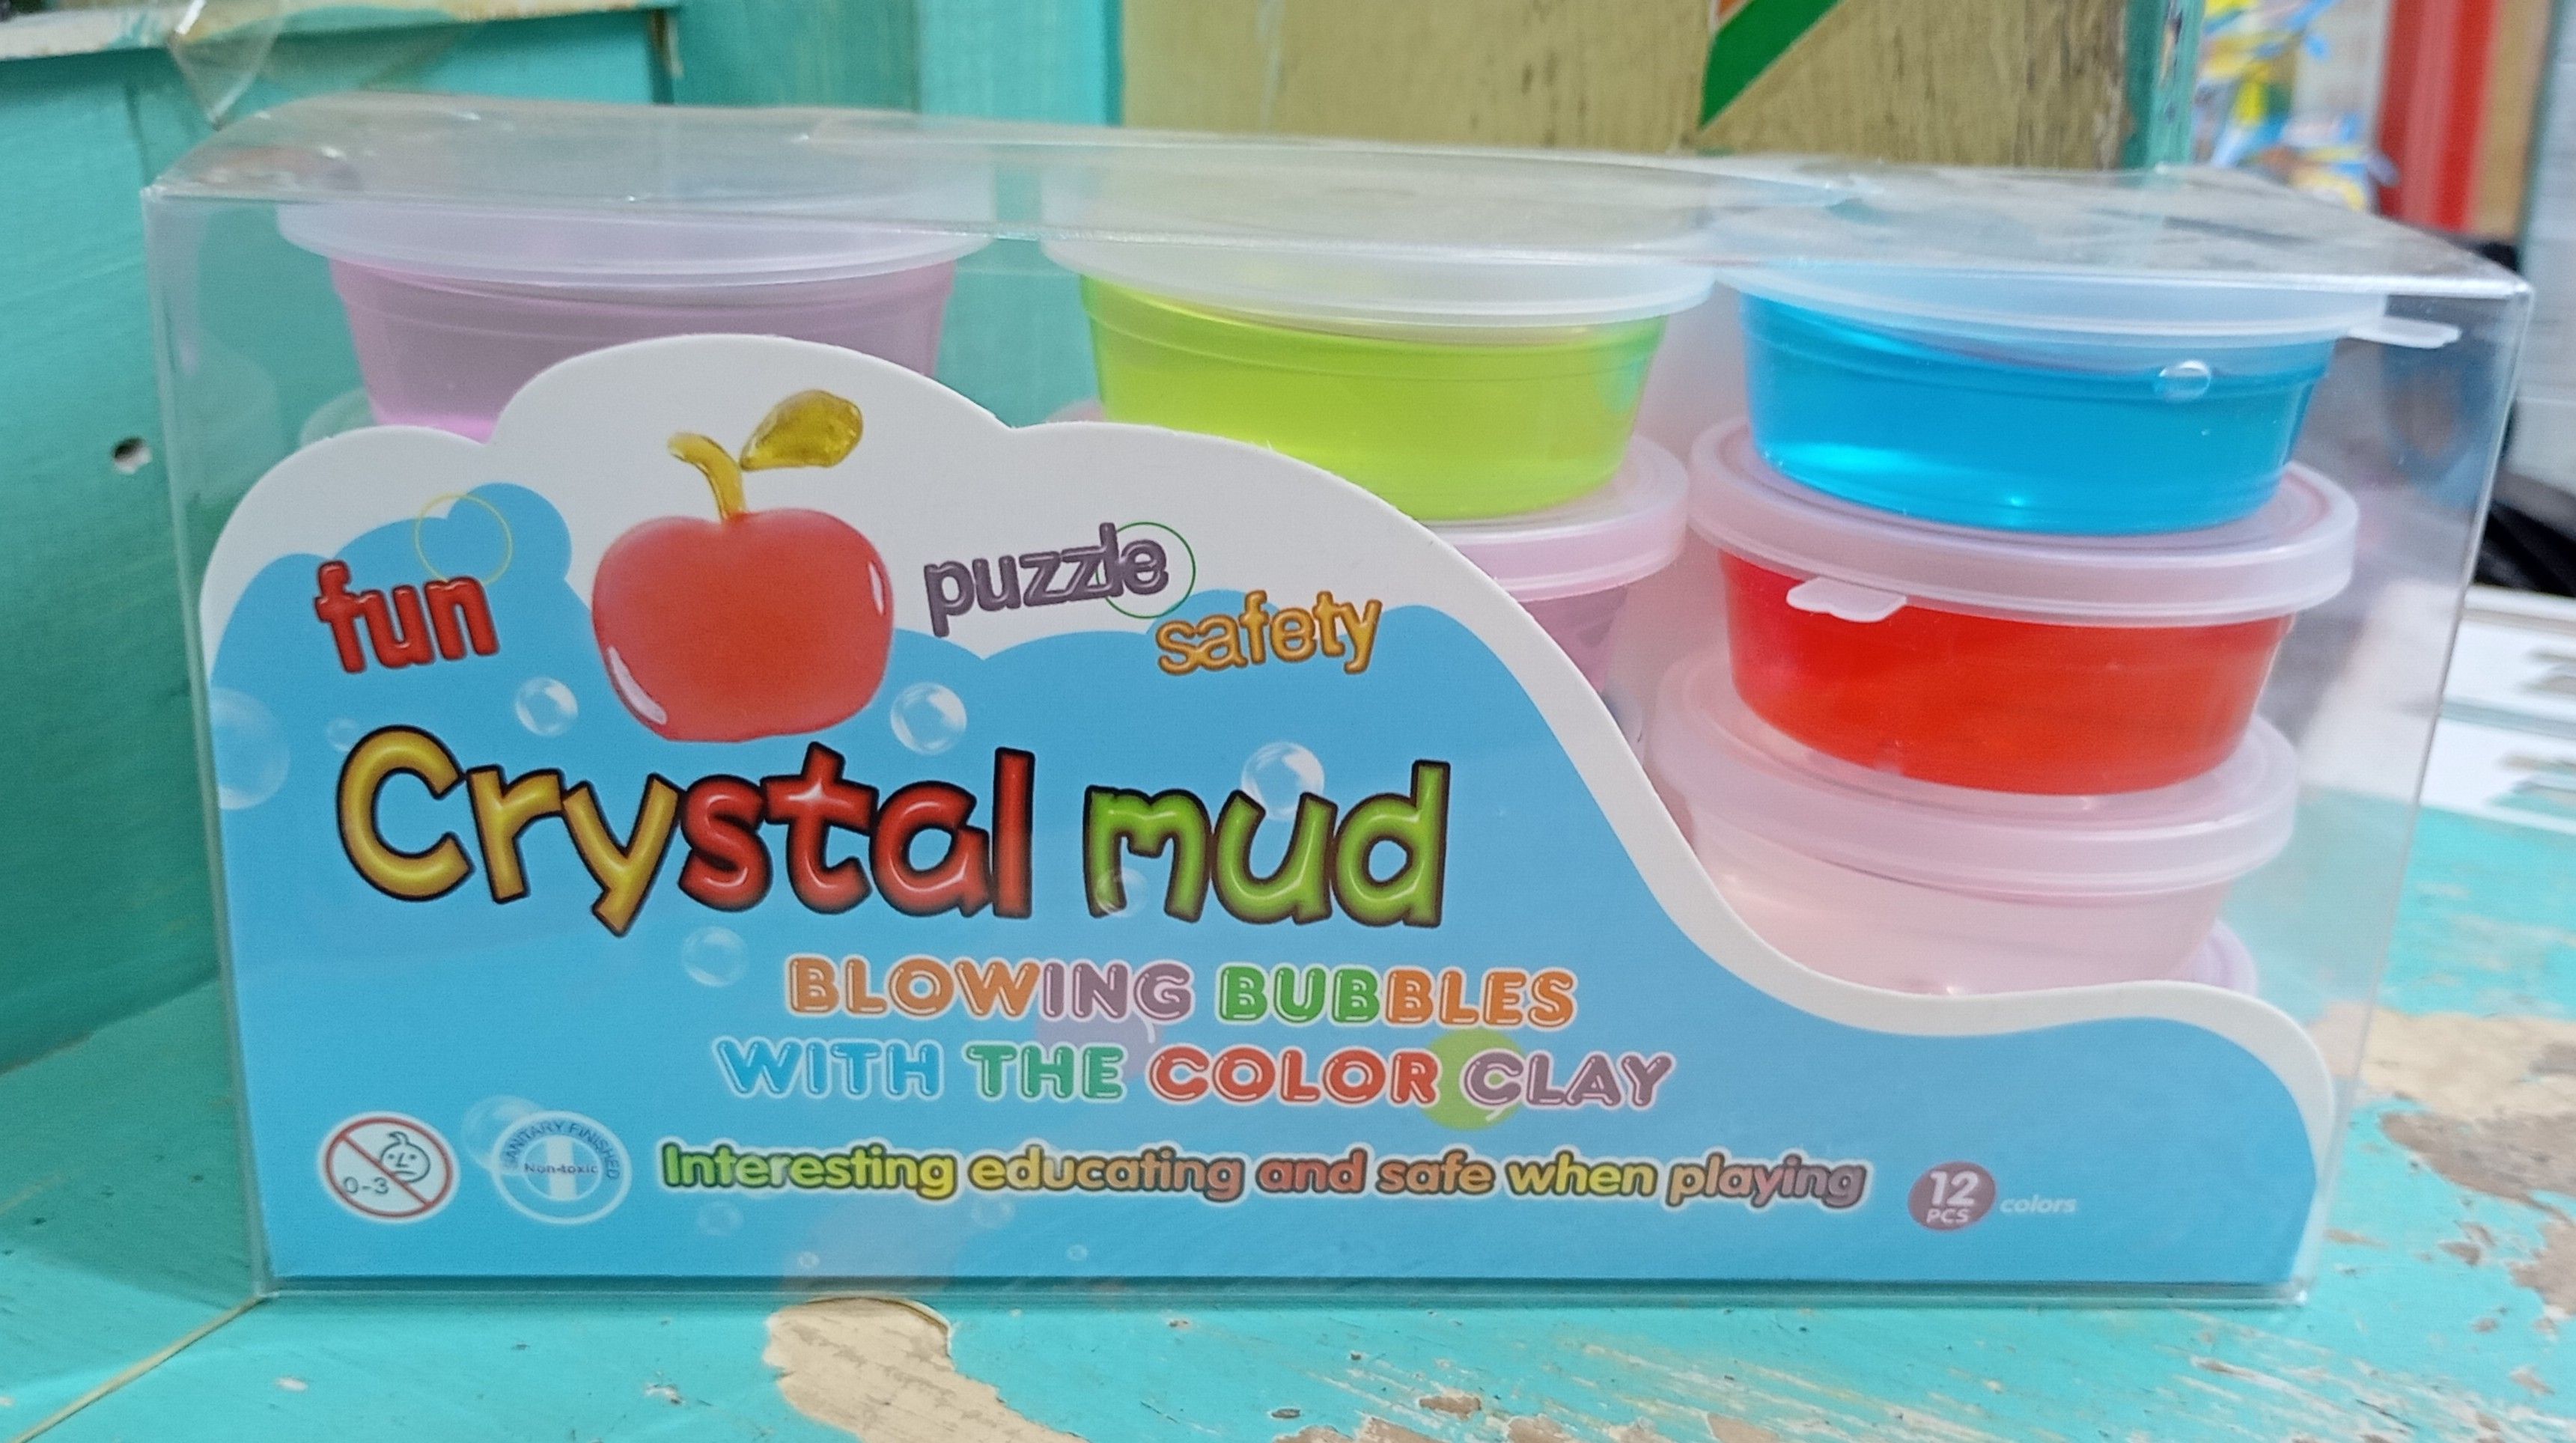 fun
puzzle
safety
Crystal mud
BLOWING BUBBLES
WITH THE COLOR CLAY
0-3
SANITARY FINISHED
Non-toxic
Interesting educating and safe when playing
12
PCS
colors